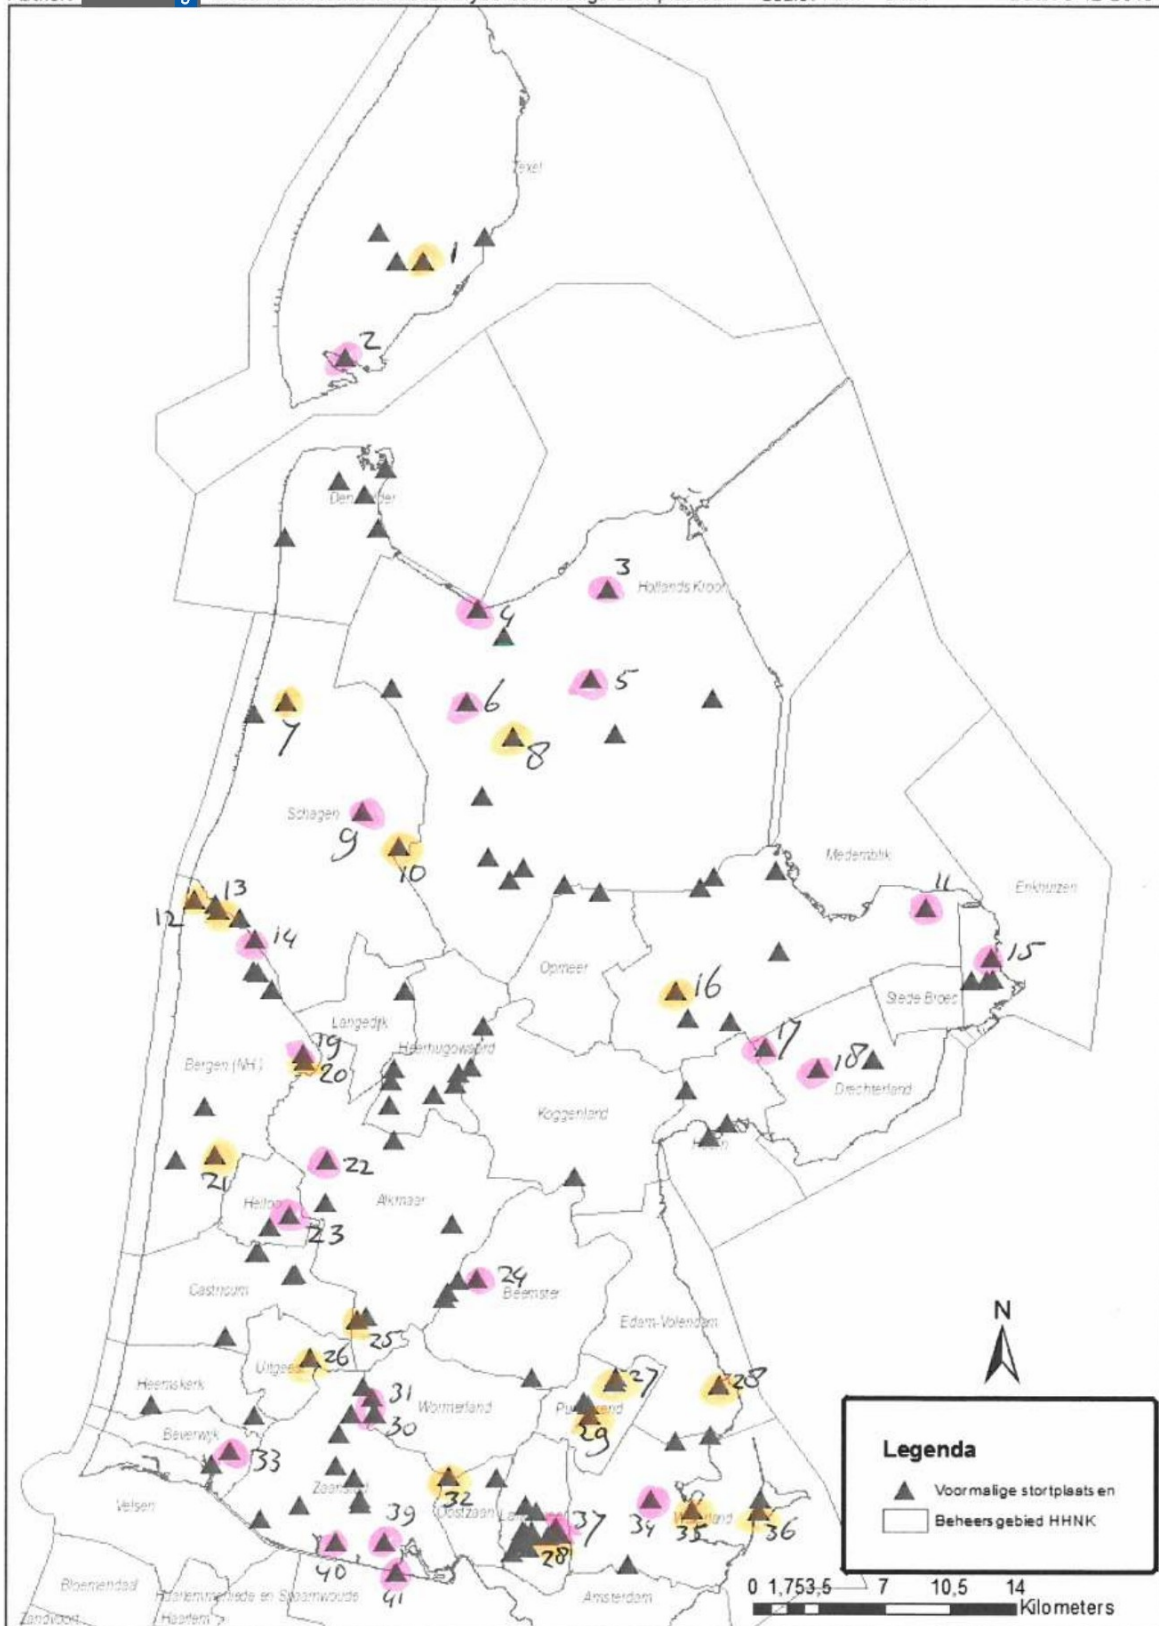 Texel
1
2
Den Helder
3
Hollands Kroon
4
5
6
7
8
Schagen
9
10
Medemblik
11
Enkhuizen
13
12
14
15
Opmeer
16
Stede Broec
Langedijk
17
19
Heerhugowaard
20
18
Bergen (NH)
Drechterland
Koggenland
Hoorn
21
22
Heiloo
Alkmaar
23
24
Castricum
Beemster
25
Edam-Volendam
N
26
Uitgeest
27
28
Heemskerk
31
Wormerland
Purmerend
30
29
Beverwijk
33
Legenda
Voormalige stortplaatsen
Beheersgebied HHNK
Zaanstad
32
Velsen
Oostzaan
34
35
Waterland
36
39
37
40
28
41
Bloemendaal
Haarlemmerliede en Spaarnwoude
Amsterdam
0 1,753,5 7 10,5 14
Kilometers
Zandvoort
Haarlem